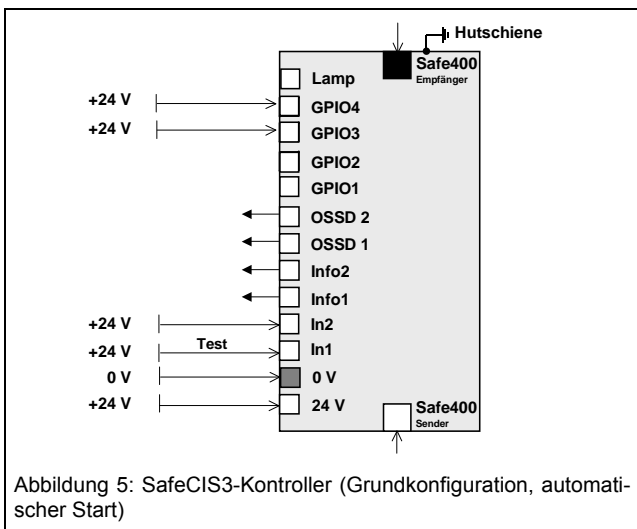 Hutschiene
Safe400
Empfänger
Lamp
+24 V GPIO4
+24 V GPIO3
GPIO2
GPIO1
OSSD 2
OSSD 1
Info2
Info1
+24 V In2
+24 V Test In1
0 V 0 V
+24 V 24 V
Safe400
Sender
Abbildung 5: SafeCIS3-Kontroller (Grundkonfiguration, automati-
scher Start)